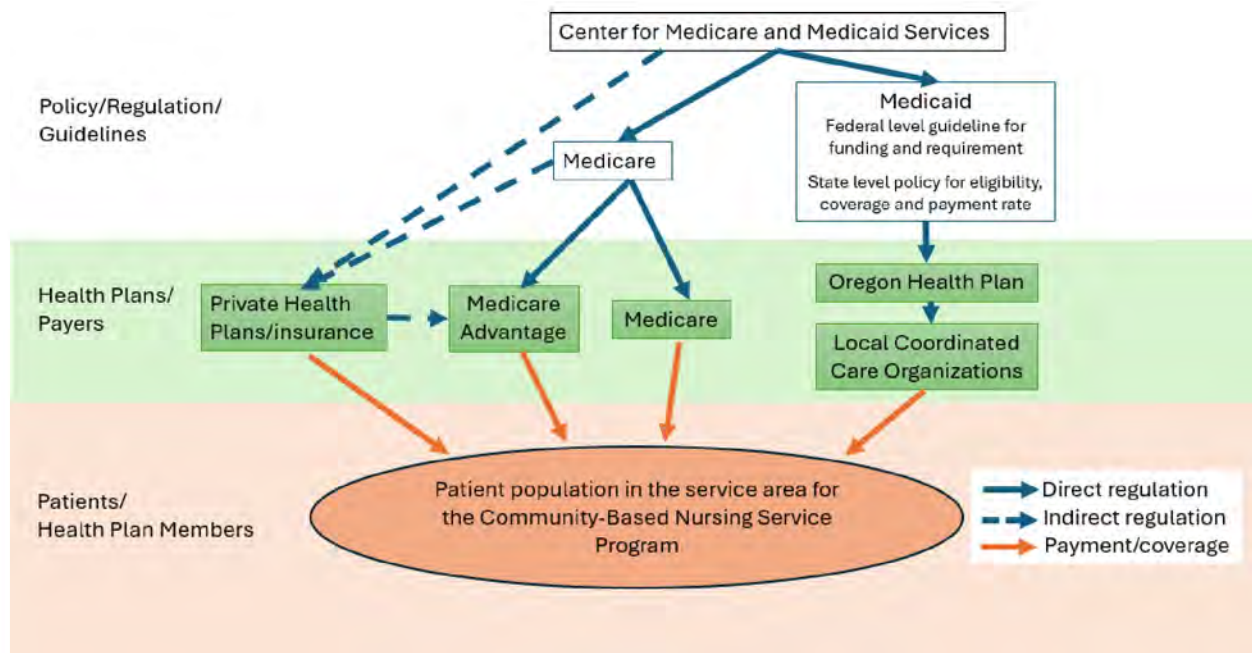 Center for Medicare and Medicaid Services
Policy/Regulation/
Guidelines
Medicaid
Federal level guideline for
funding and requirement
State level policy for eligibility,
coverage and payment rate
Medicare
Health Plans/
Payers
Private Health
Plans/insurance
Medicare
Advantage
Medicare
Oregon Health Plan
Local Coordinated
Care Organizations
Patients/
Health Plan Members
Patient population in the service area for
the Community-Based Nursing Service
Program
Direct regulation
Indirect regulation
Payment/coverage